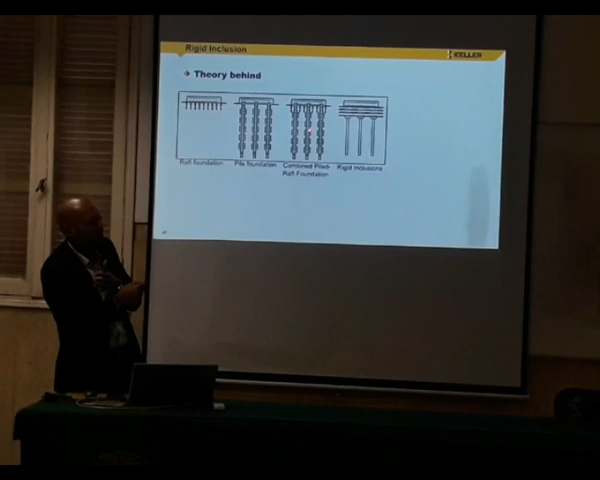 Rigid Inclusion
KELLER
Theory behind
Raft foundation
Pile foundation
Combined Piled-
Raft Foundation
Rigid Inclusions